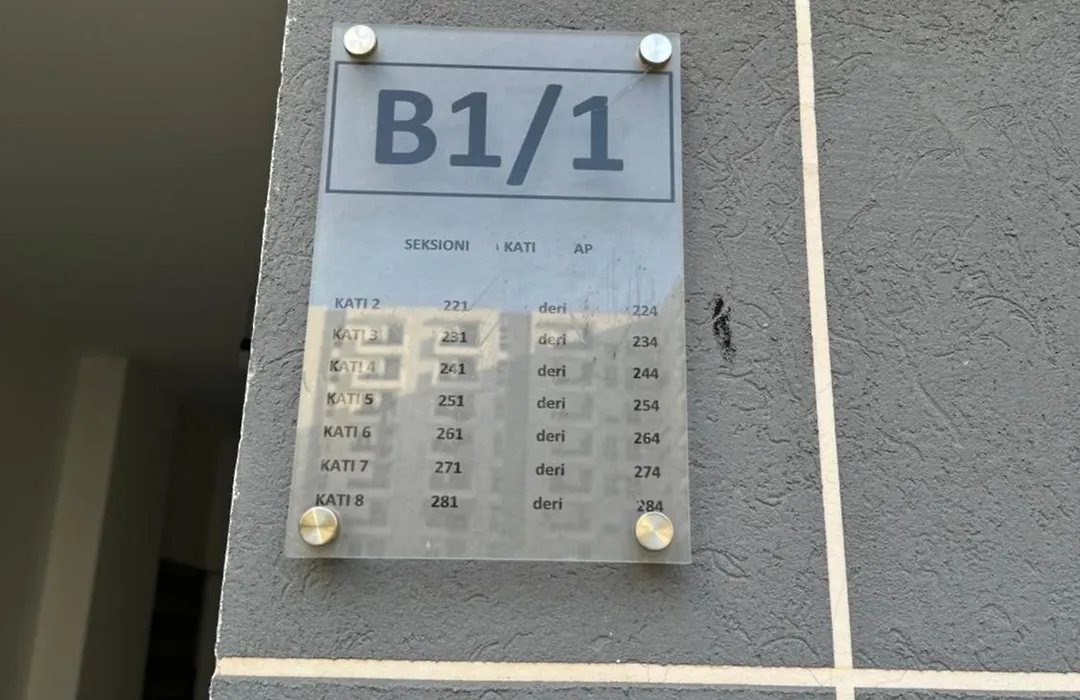 B1/1
SEKSIONI KATI AP
KATI 2 221 deri 224
KATI 3 231 deri 234
KATI 4 241 deri 244
KATI 5 251 deri 254
KATI 6 261 deri 264
KATI 7 271 deri 274
KATI 8 281 deri 284